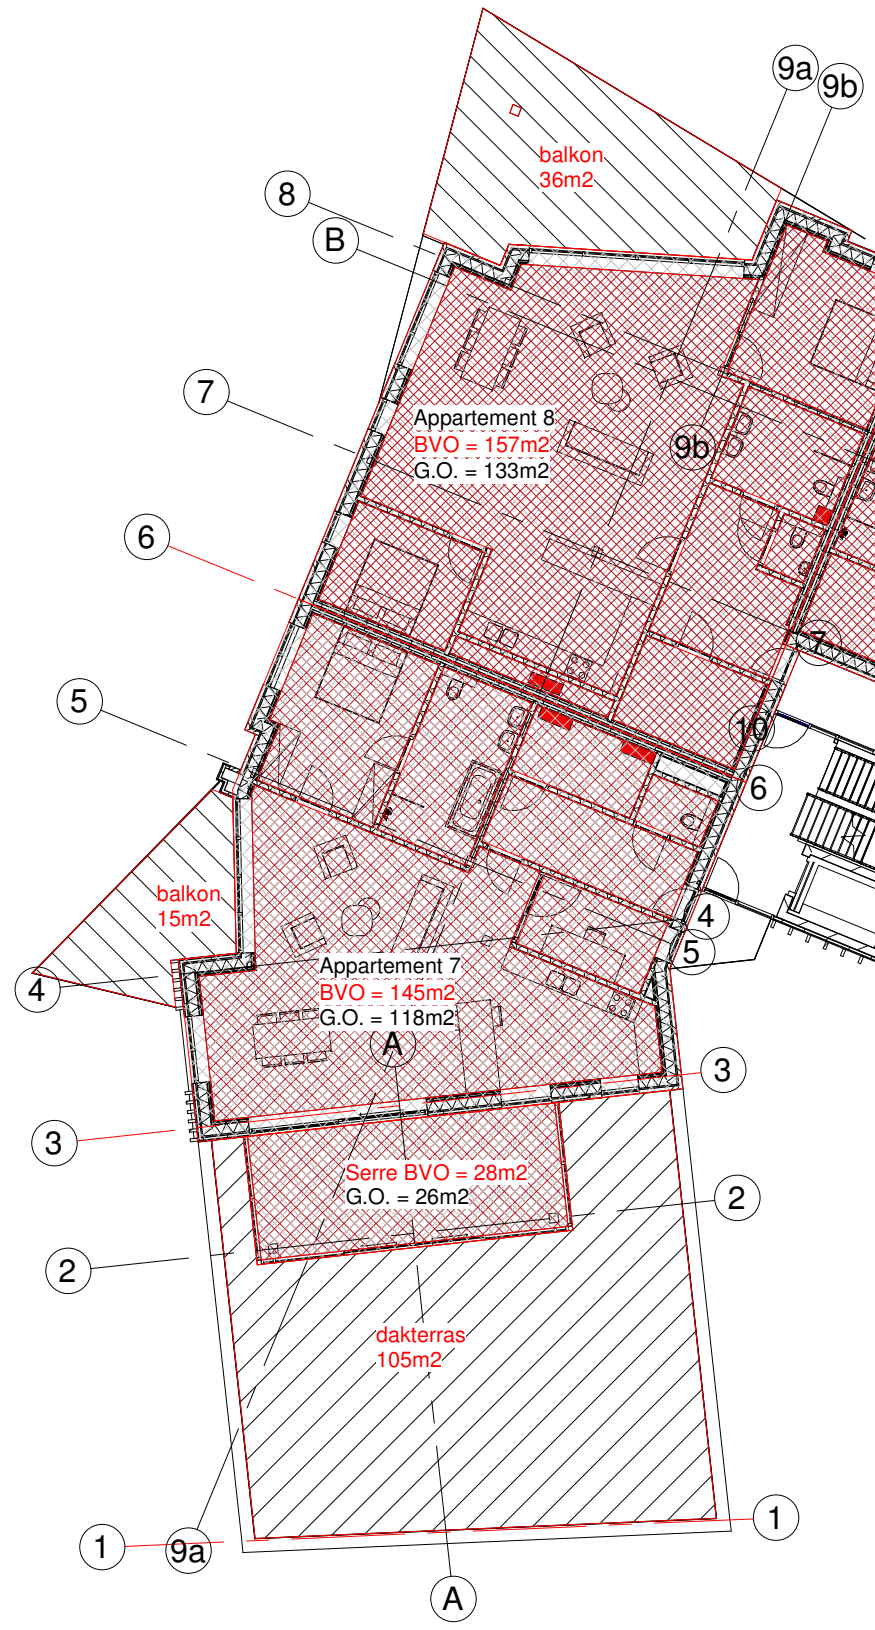 9a
9b
balkon
36m2
8
B
7
Appartement 8
BVO = 157m2
G.O. = 133m2
9b
6
7
5
10
6
balkon
15m2
4
5
4
Appartement 7
BVO = 145m2
G.O. = 118m2
A
3
3
Serre BVO = 28m2
G.O. = 26m2
2
2
dakterras
105m2
1
1
9a
A